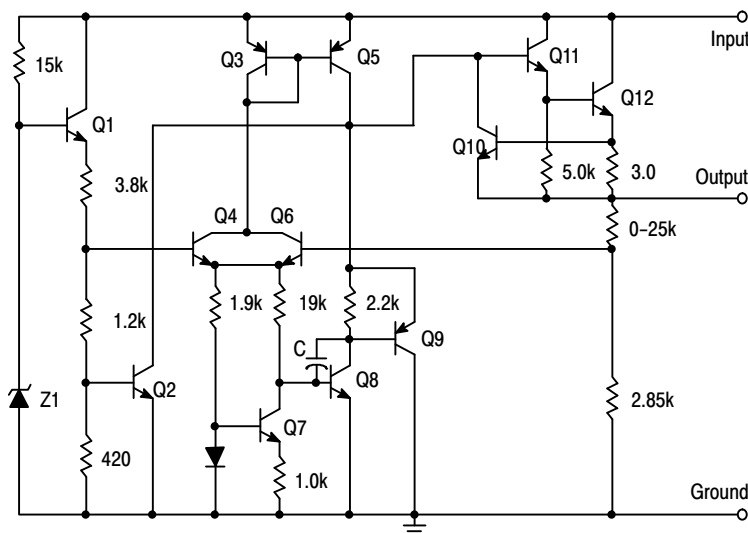 Input
15k
Q3
Q5
Q11
Q12
Q1
Q10
3.8k
5.0k
3.0
Output
Q4
Q6
0–25k
1.9k
19k
2.2k
1.2k
C
Q9
Z1
Q2
Q8
2.85k
Q7
420
1.0k
Ground